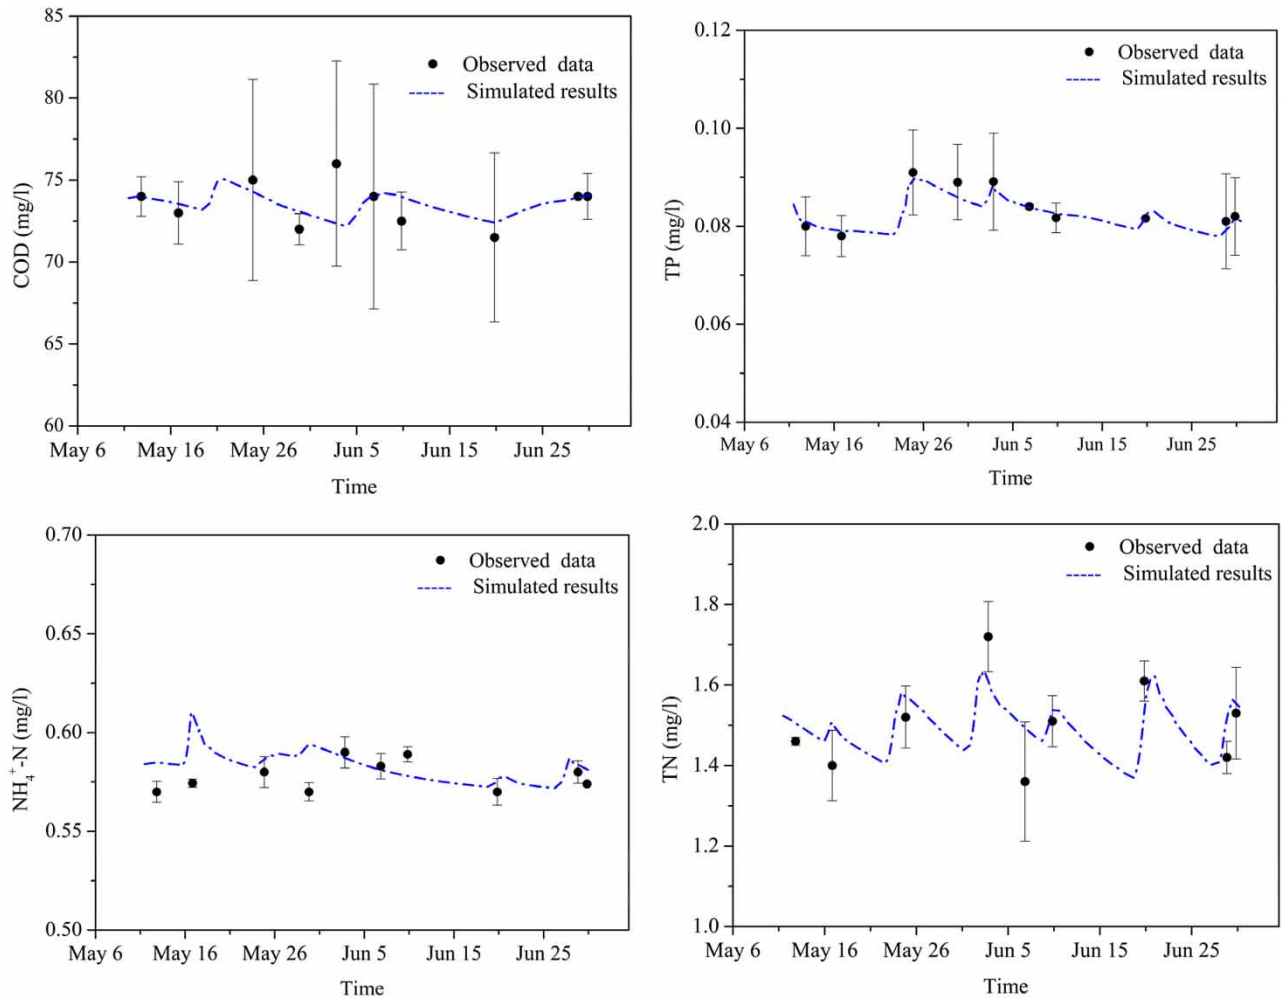 85
80
75
70
65
60
COD (mg/l)
Observed data
Simulated results
May 6 May 16 May 26 Jun 5 Jun 15 Jun 25
Time
0.12
0.10
0.08
0.06
0.04
TP (mg/l)
Observed data
Simulated results
May 6 May 16 May 26 Jun 5 Jun 15 Jun 25
Time
0.70
0.65
0.60
0.55
0.50
NH₄⁺-N (mg/l)
Observed data
Simulated results
May 6 May 16 May 26 Jun 5 Jun 15 Jun 25
Time
2.0
1.8
1.6
1.4
1.2
1.0
TN (mg/l)
Observed data
Simulated results
May 6 May 16 May 26 Jun 5 Jun 15 Jun 25
Time